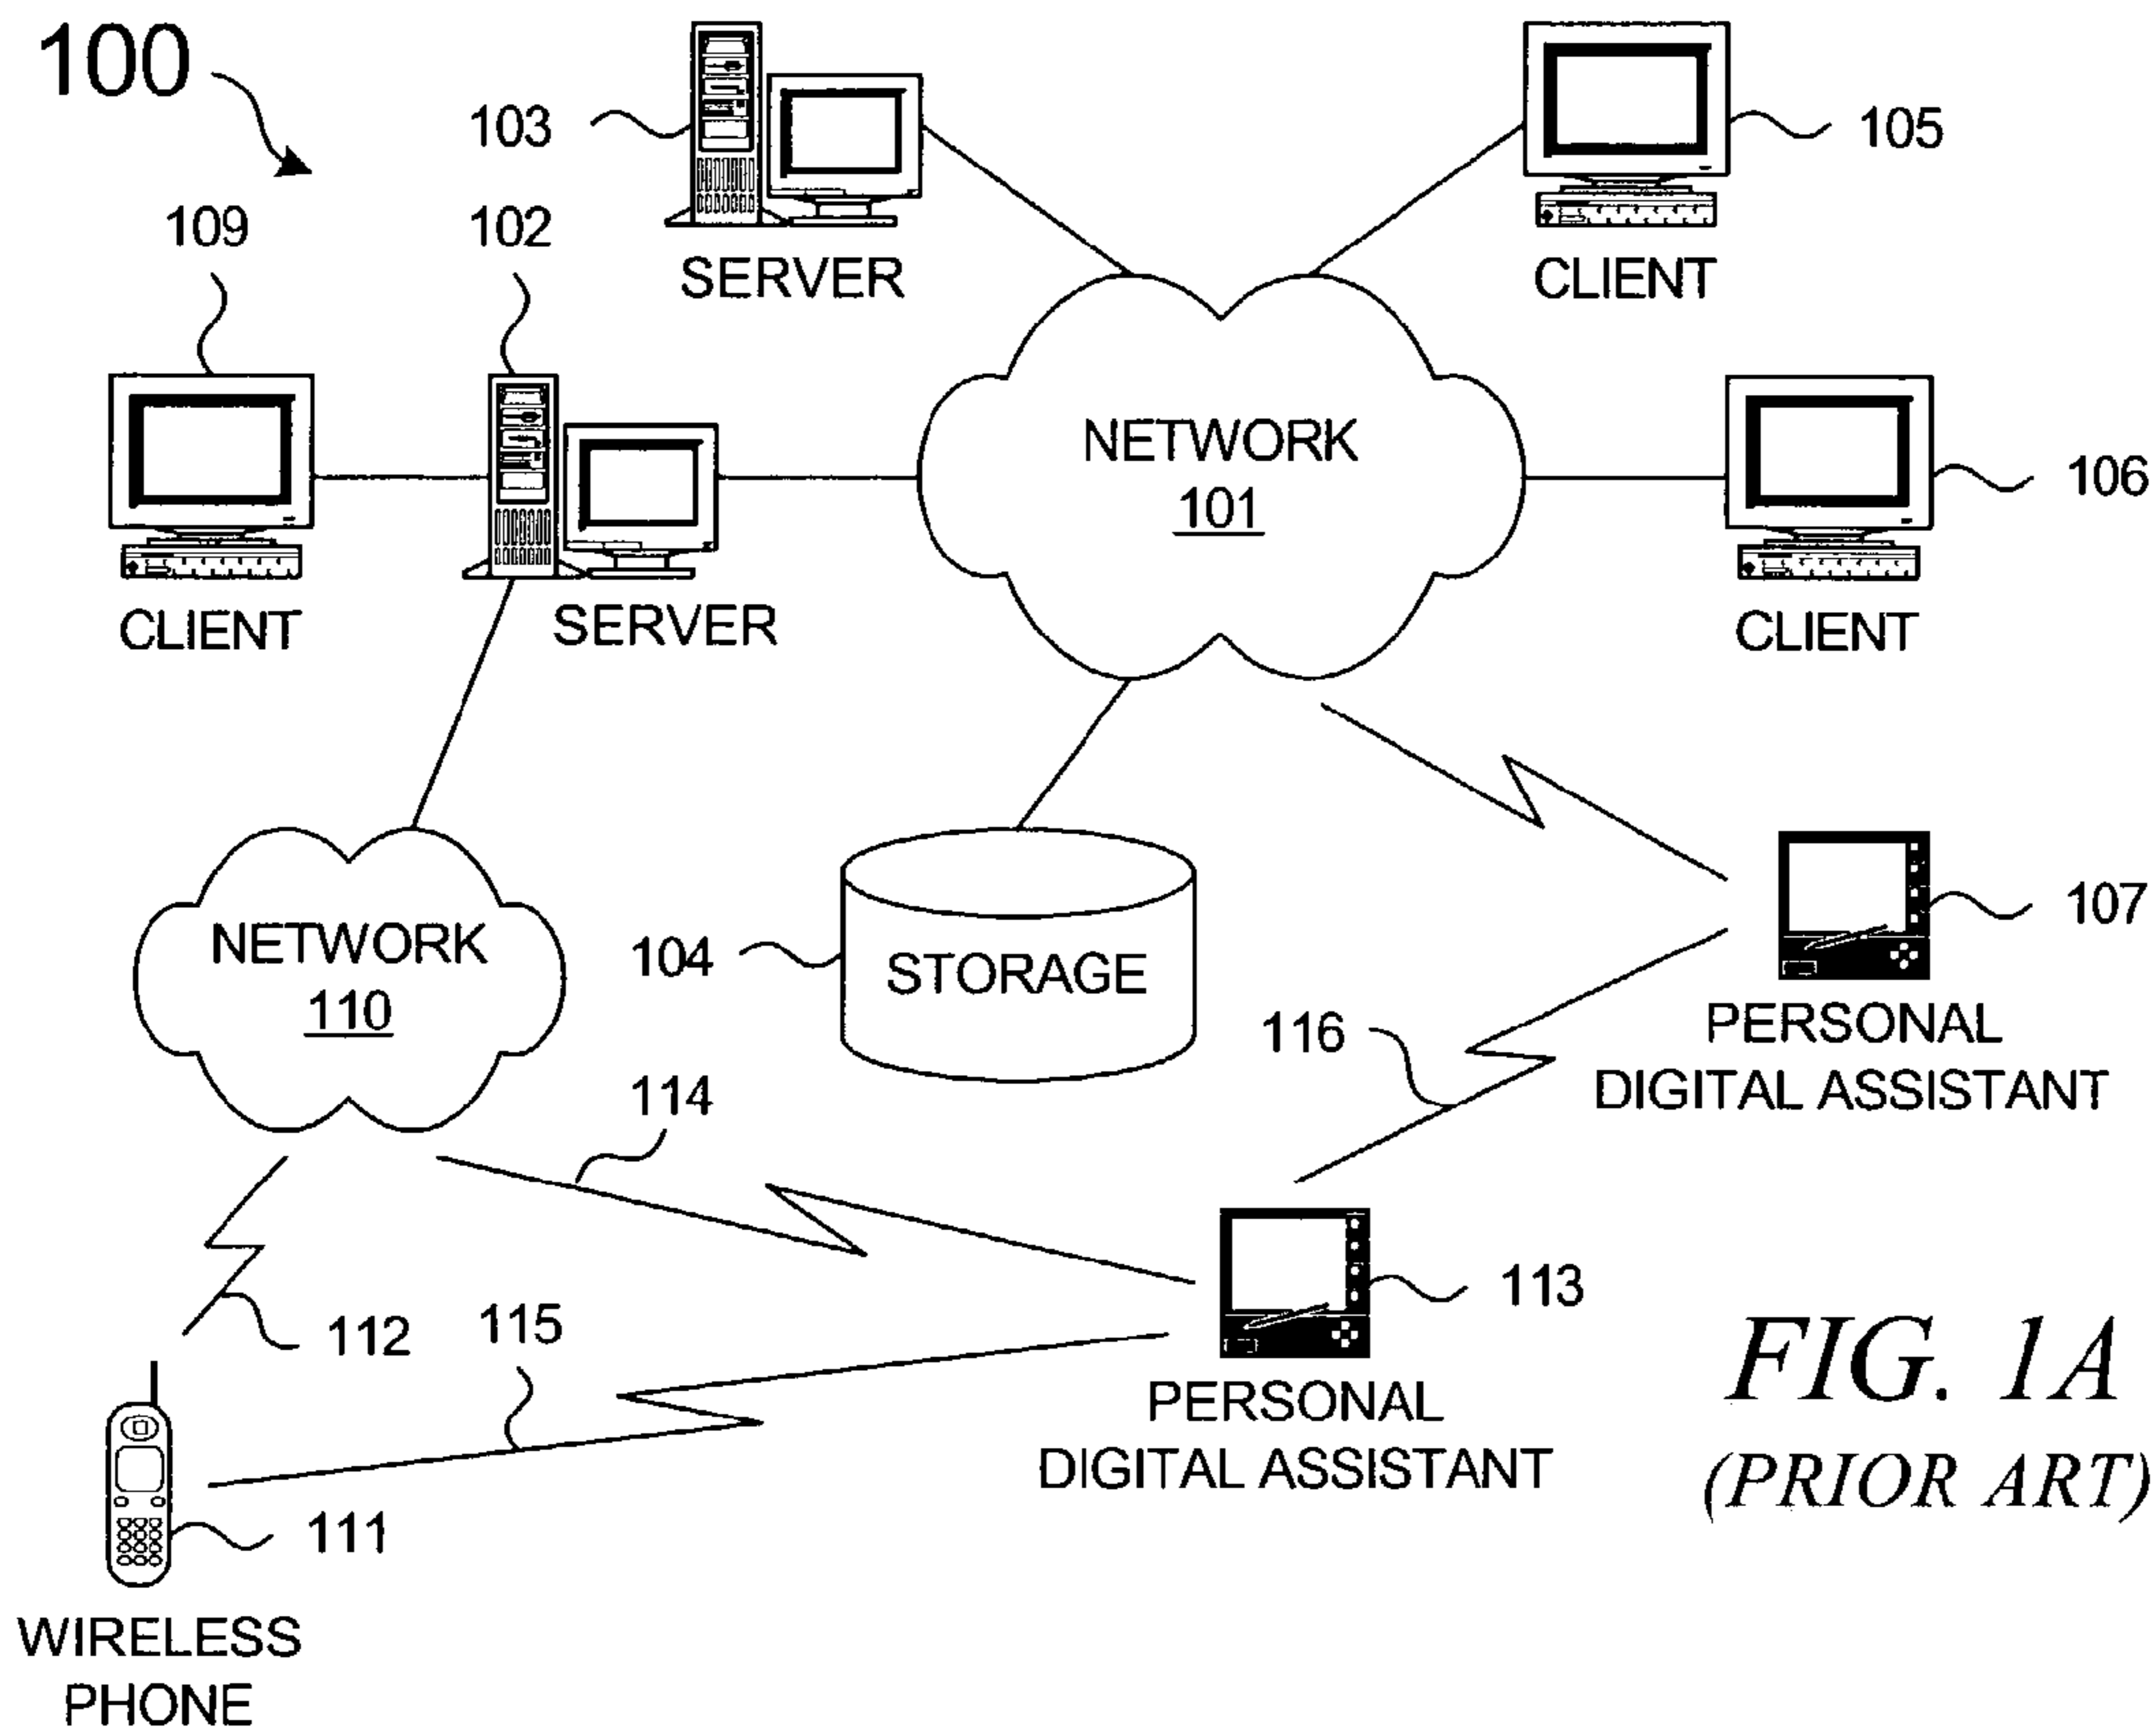 100
103
105
109
102
SERVER
CLIENT
NETWORK
101
106
CLIENT
SERVER
CLIENT
NETWORK
110
104
STORAGE
107
116
PERSONAL
DIGITAL ASSISTANT
114
113
112
115
PERSONAL
DIGITAL ASSISTANT
111
WIRELESS
PHONE
FIG. 1A
(PRIOR ART)